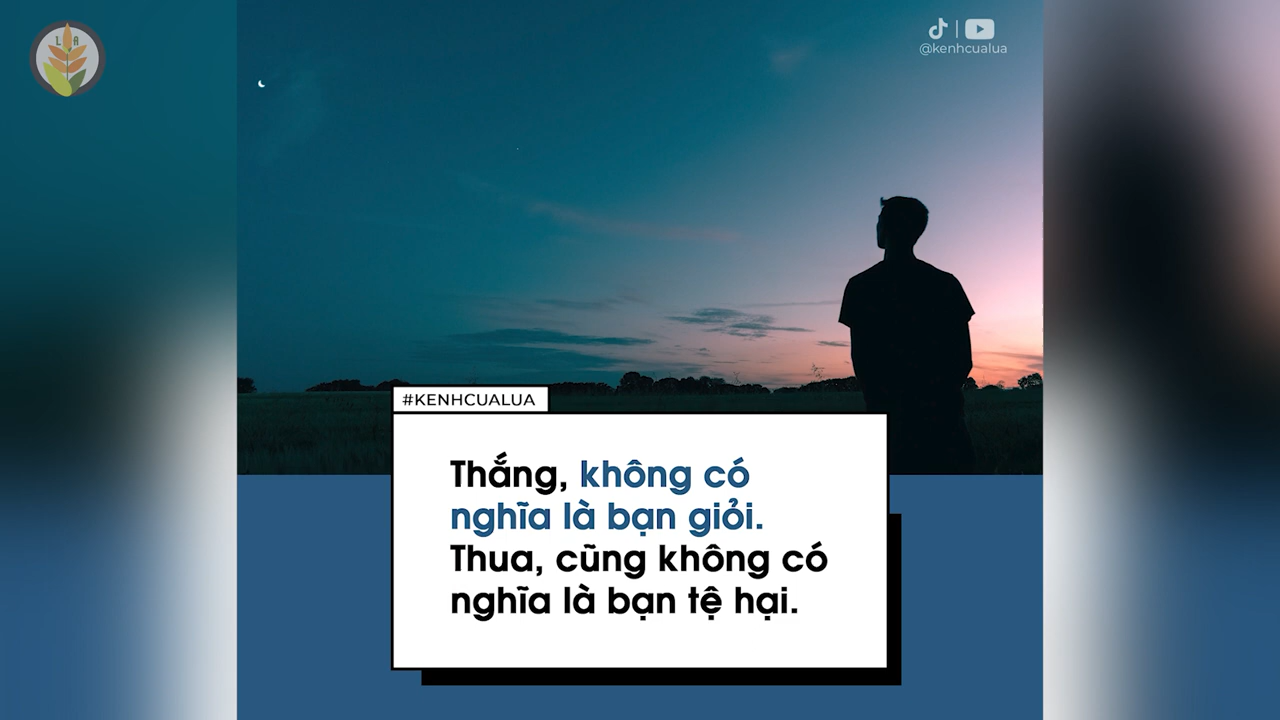 L A
@kenhcualua
#KENHCUALUA
Thắng, không có
nghĩa là bạn giỏi.
Thua, cũng không có
nghĩa là bạn tệ hại.